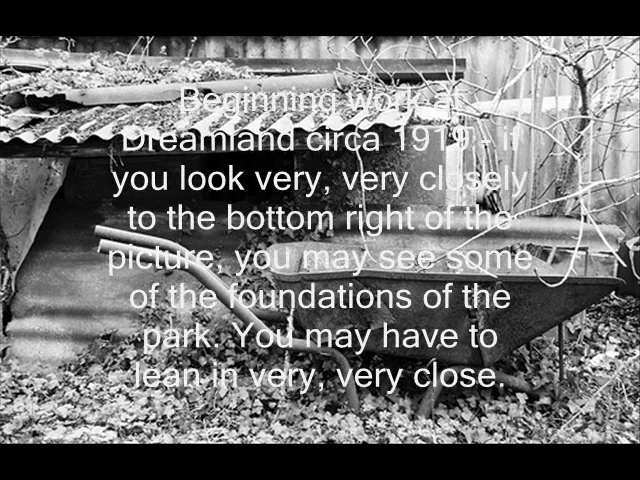 Beginning work at
Dreamland circa 1919 - if
you look very, very closely
to the bottom right of the
picture, you may see some
of the foundations of the
park. You may have to
lean in very, very close.